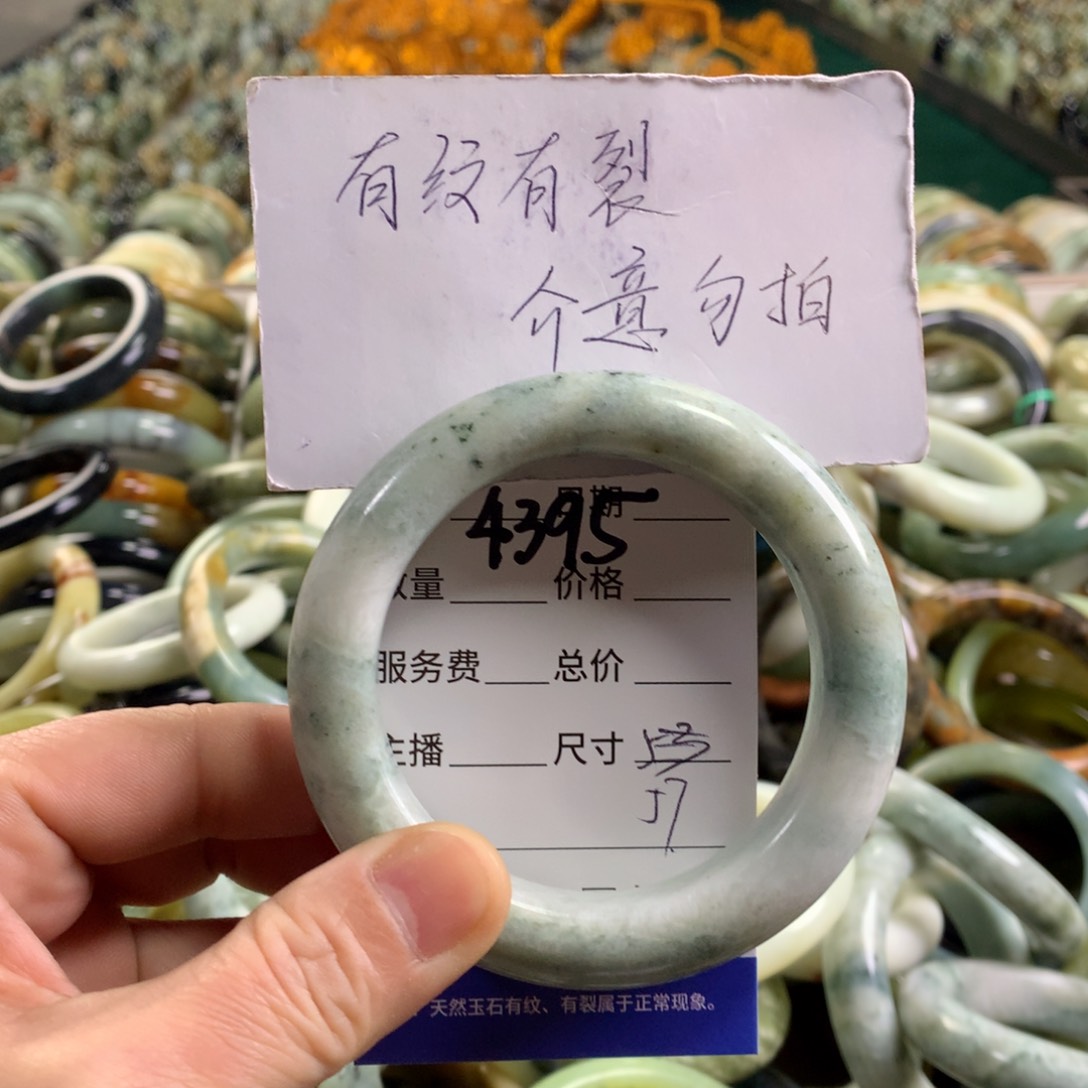 有纹有裂
介意勿拍
4395
日期
数量 价格
服务费 总价
主播 尺寸
57
天然玉石有纹、有裂属于正常现象。